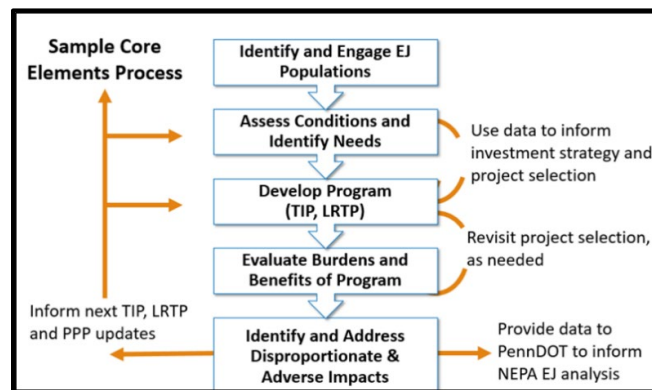 Sample Core
Elements Process
Identify and Engage EJ
Populations
Assess Conditions and
Identify Needs
Use data to inform
investment strategy and
project selection
Develop Program
(TIP, LRTP)
Revisit project selection,
as needed
Evaluate Burdens and
Benefits of Program
Inform next TIP, LRTP
and PPP updates
Identify and Address
Disproportionate &
Adverse Impacts
Provide data to
PennDOT to inform
NEPA EJ analysis